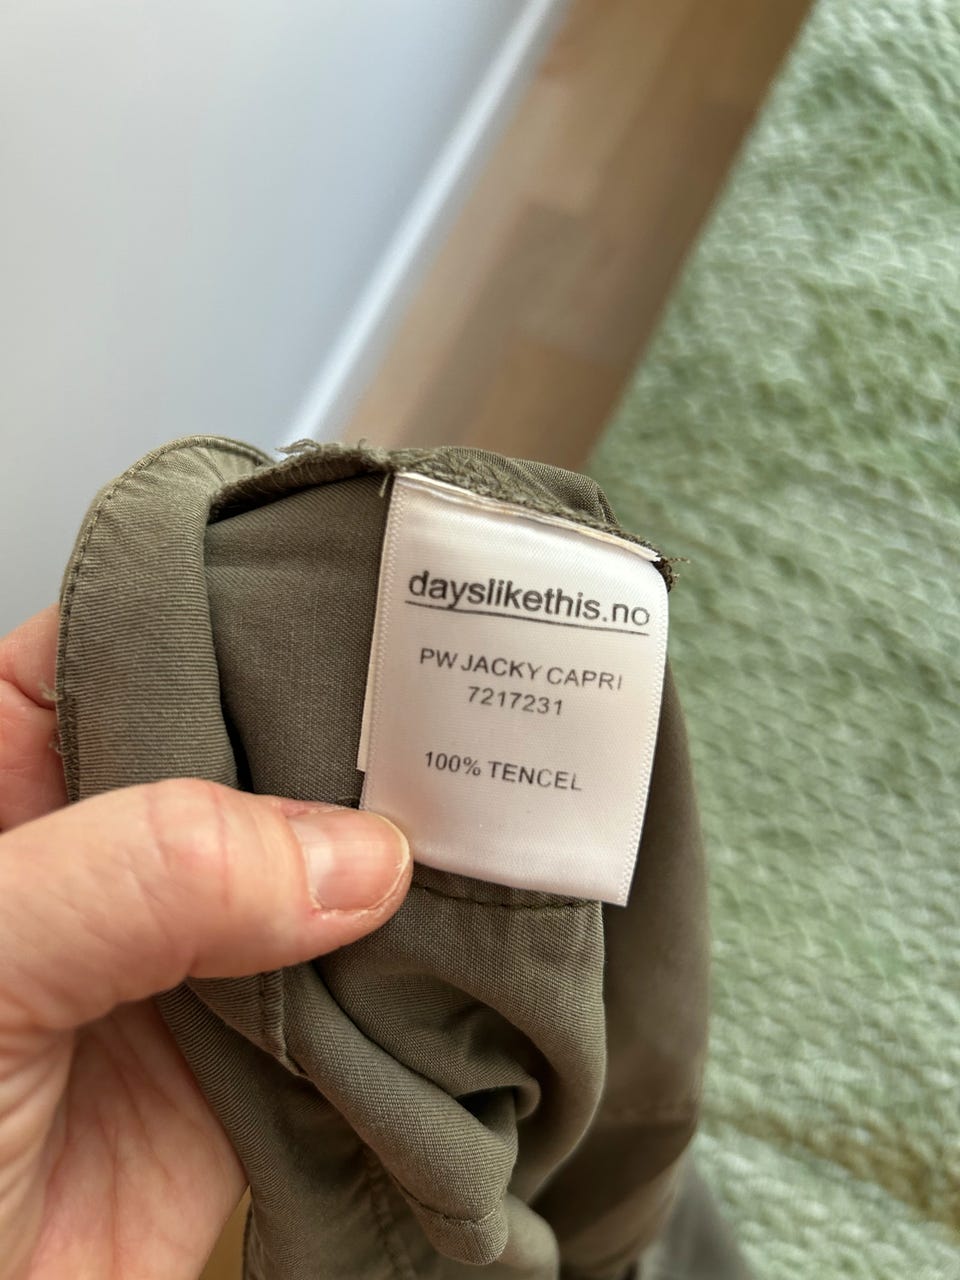 dayslikethis.no
PW JACKY CAPRI
7217231
100% TENCEL